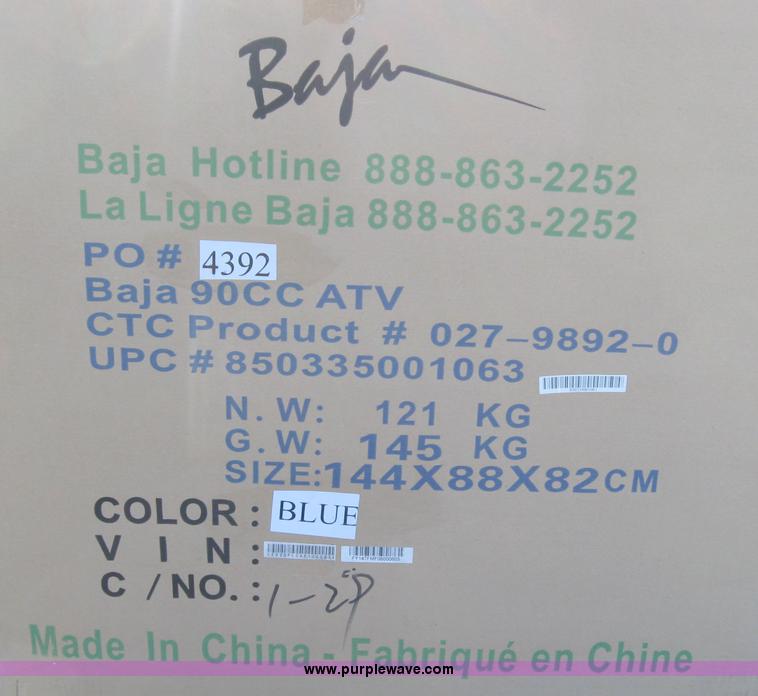 Baja
Baja Hotline 888-863-2252
La Ligne Baja 888-863-2252
PO # 4392
Baja 90CC ATV
CTC Product # 027-9892-0
UPC # 850335001063
N.W: 121 KG
G.W: 145 KG
SIZE:144X88X82CM
COLOR: BLUE
VIN:
C/NO.:
Made In China - Fabriqué en Chine
www.purplewave.com